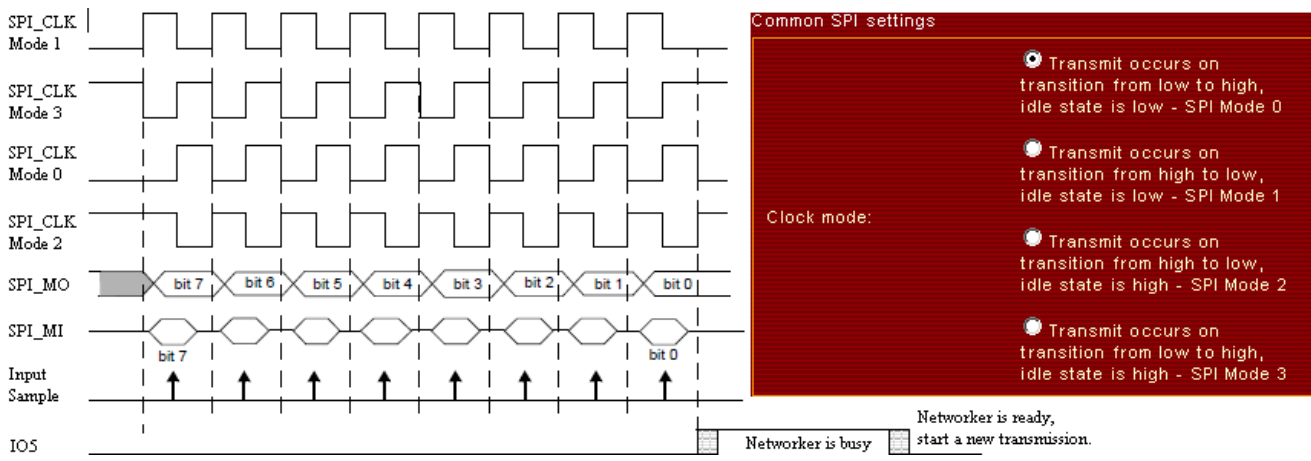 SPI_CLK
Mode 1
SPI_CLK
Mode 3
SPI_CLK
Mode 0
SPI_CLK
Mode 2
SPI_MO
bit 7 bit 6 bit 5 bit 4 bit 3 bit 2 bit 1 bit 0
SPI_MI
bit 7 bit 0
Input
Sample
IO5
Networker is busy
Networker is ready,
start a new transmission.
Common SPI settings
Clock mode:
Transmit occurs on
transition from low to high,
idle state is low - SPI Mode 0
Transmit occurs on
transition from high to low,
idle state is low - SPI Mode 1
Transmit occurs on
transition from high to low,
idle state is high - SPI Mode 2
Transmit occurs on
transition from low to high,
idle state is high - SPI Mode 3